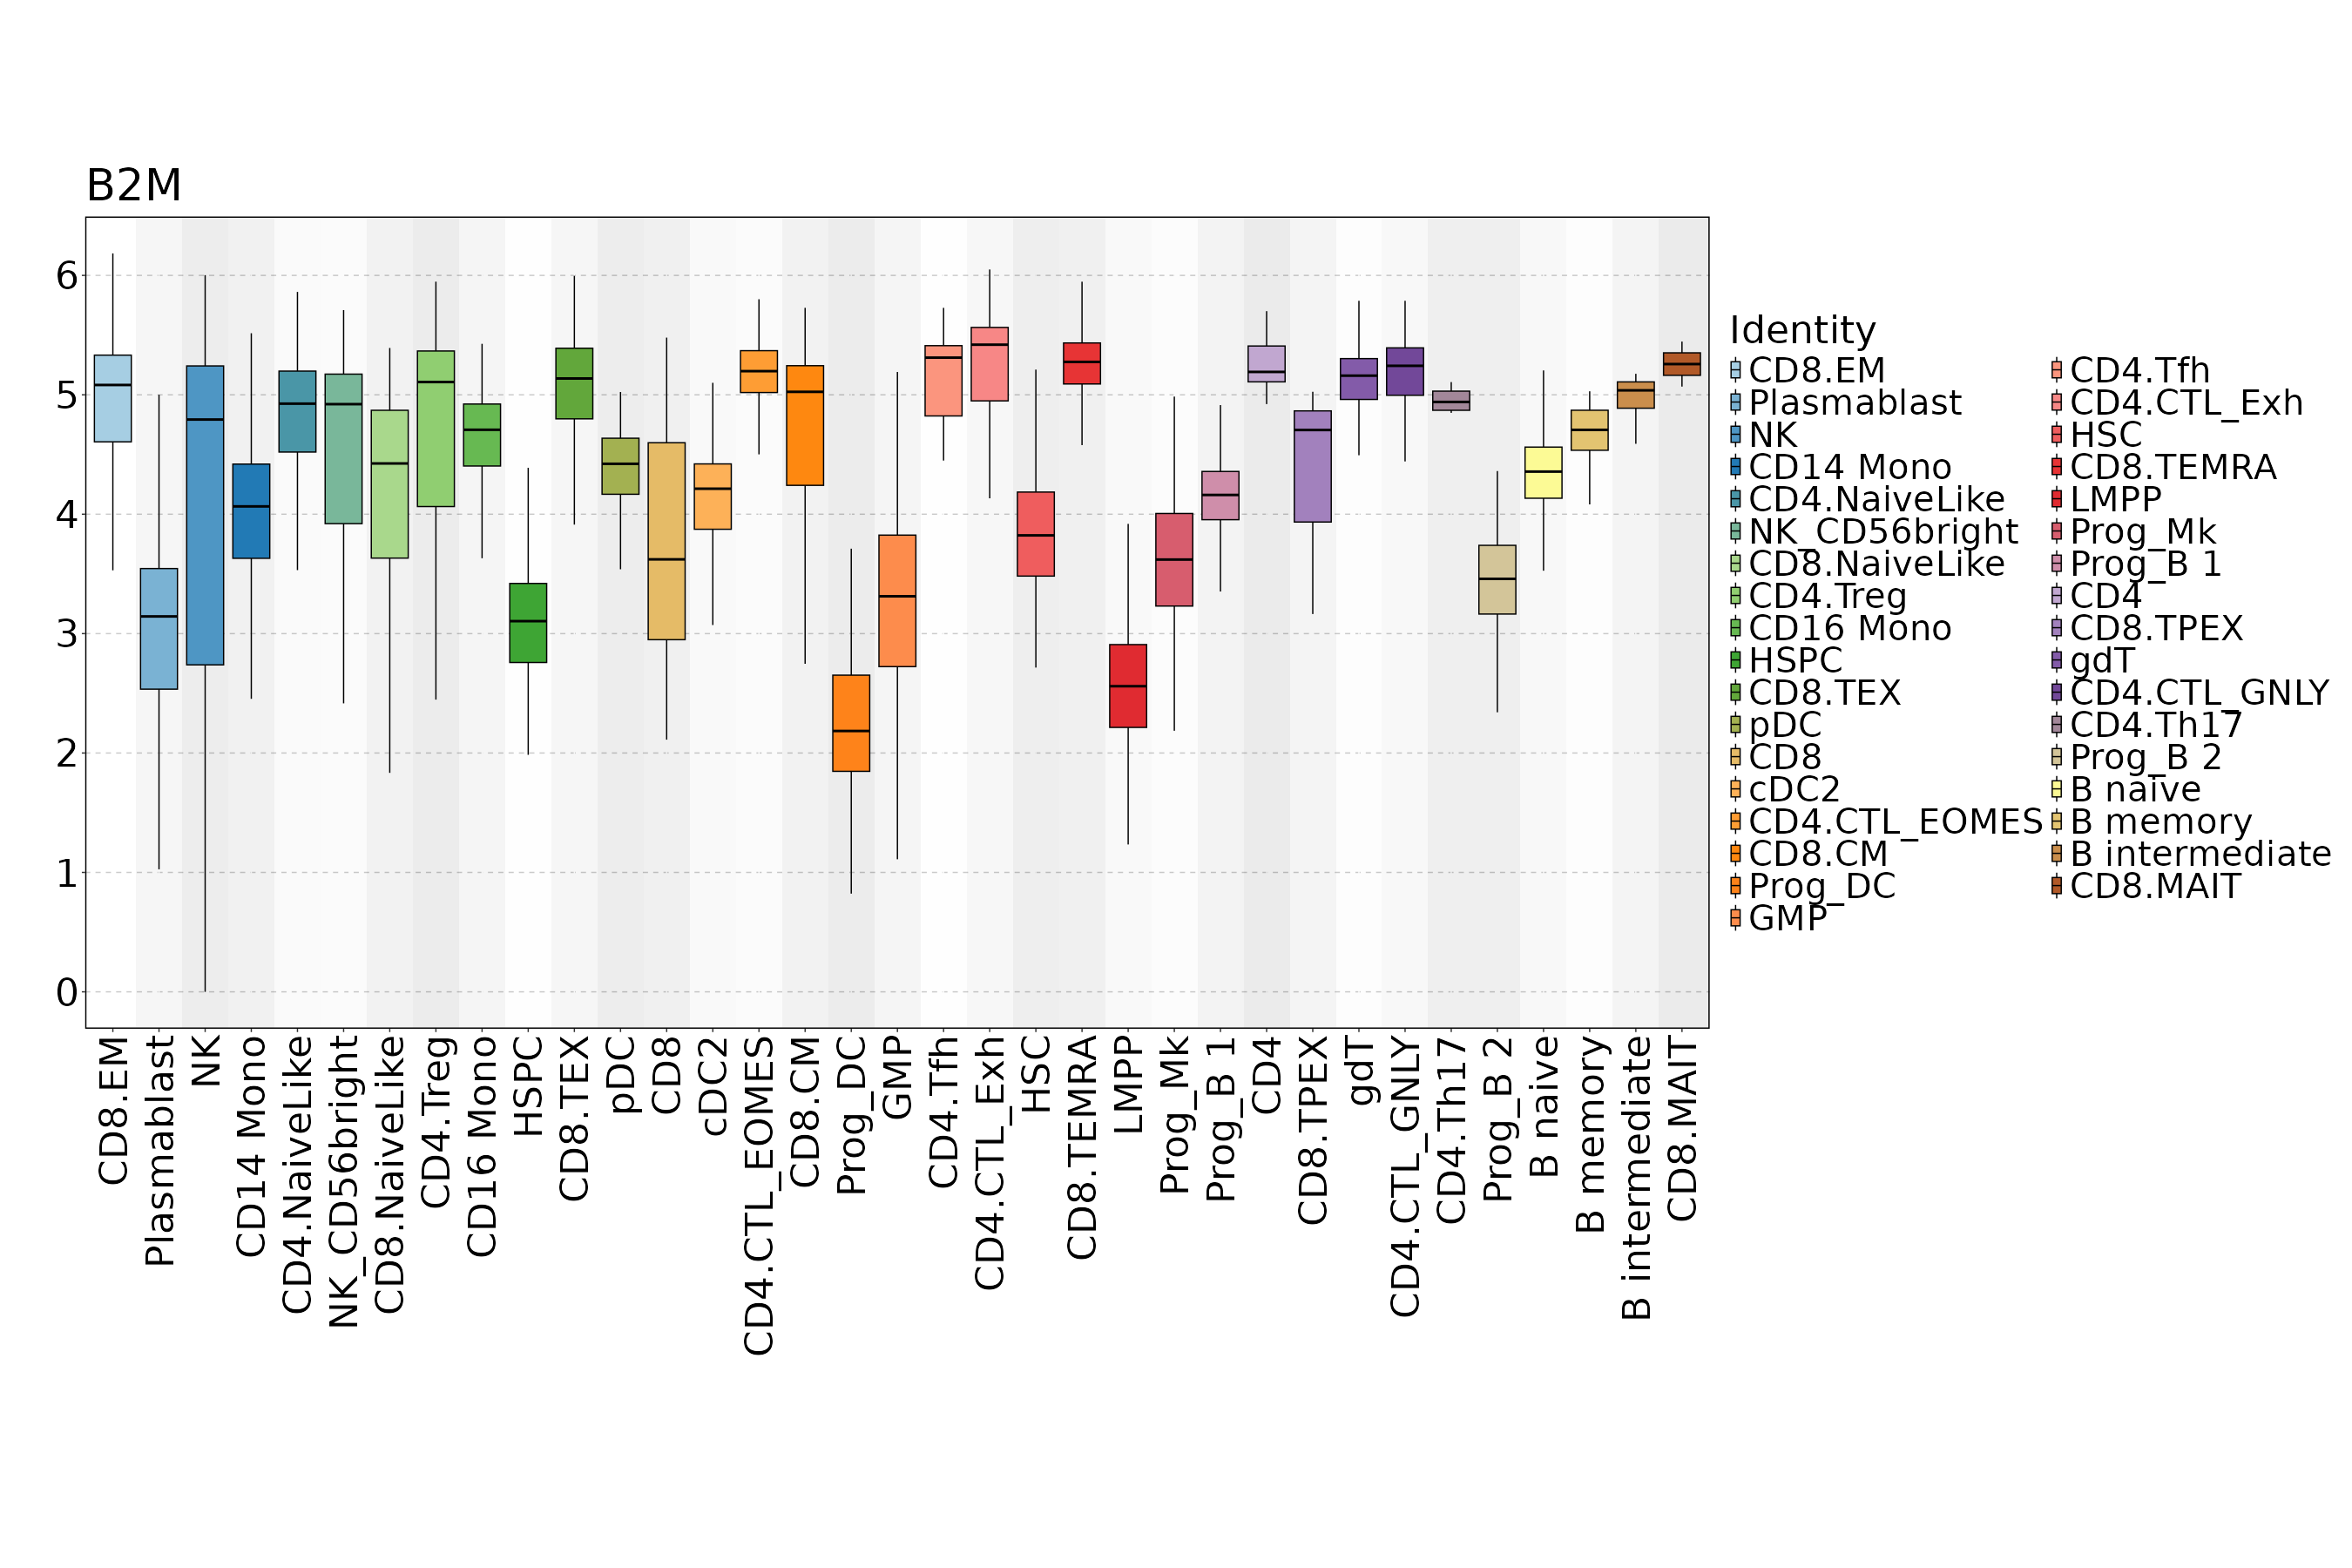 B2M
6
5
4
3
2
1
0
CD8.EM
Plasmablast
NK
CD14 Mono
CD4.NaiveLike
NK_CD56bright
CD8.NaiveLike
CD4.Treg
CD16 Mono
HSPC
CD8.TEX
pDC
CD8
cDC2
CD4.CTL_EOMES
CD8.CM
Prog_DC
GMP
CD4.Tfh
CD4.CTL_Exh
HSC
CD8.TEMRA
LMPP
Prog_Mk
Prog_B 1
CD4
CD8.TPEX
gdT
CD4.CTL_GNLY
CD4.Th17
Prog_B 2
B naive
B memory
B intermediate
CD8.MAIT
Identity
CD8.EM
Plasmablast
NK
CD14 Mono
CD4.NaiveLike
NK_CD56bright
CD8.NaiveLike
CD4.Treg
CD16 Mono
HSPC
CD8.TEX
pDC
CD8
cDC2
CD4.CTL_EOMES
CD8.CM
Prog_DC
GMP
CD4.Tfh
CD4.CTL_Exh
HSC
CD8.TEMRA
LMPP
Prog_Mk
Prog_B 1
CD4
CD8.TPEX
gdT
CD4.CTL_GNLY
CD4.Th17
Prog_B 2
B naive
B memory
B intermediate
CD8.MAIT